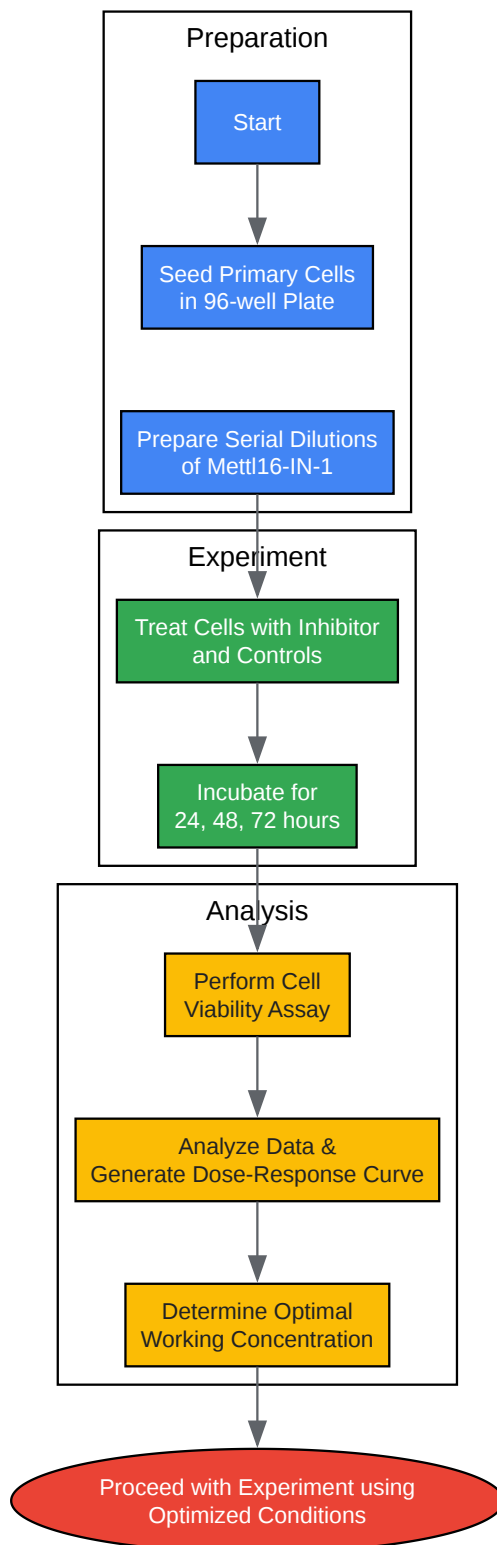 Preparation
Start
Seed Primary Cells
in 96-well Plate
Prepare Serial Dilutions
of Mettl16-IN-1
Experiment
Treat Cells with Inhibitor
and Controls
Incubate for
24, 48, 72 hours
Analysis
Perform Cell
Viability Assay
Analyze Data &
Generate Dose-Response Curve
Determine Optimal
Working Concentration
Proceed with Experiment using
Optimized Conditions